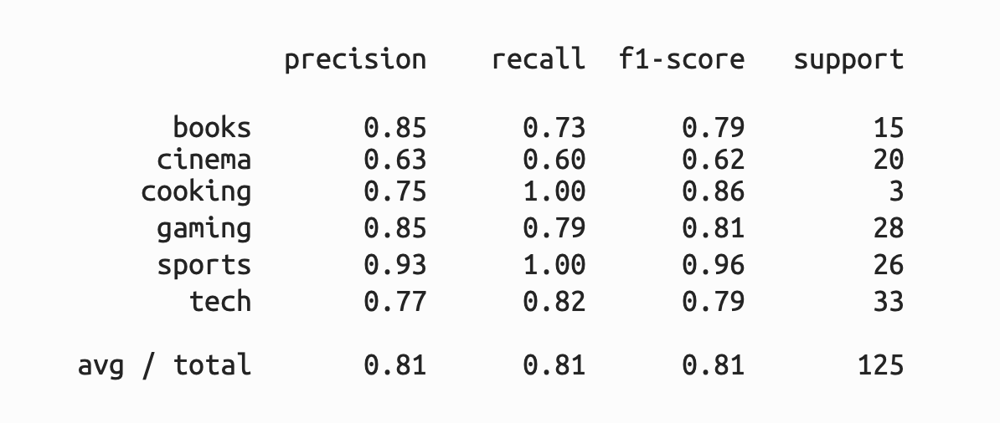 precision recall f1-score support
books 0.85 0.73 0.79 15
cinema 0.63 0.60 0.62 20
cooking 0.75 1.00 0.86 3
gaming 0.85 0.79 0.81 28
sports 0.93 1.00 0.96 26
tech 0.77 0.82 0.79 33
avg / total 0.81 0.81 0.81 125